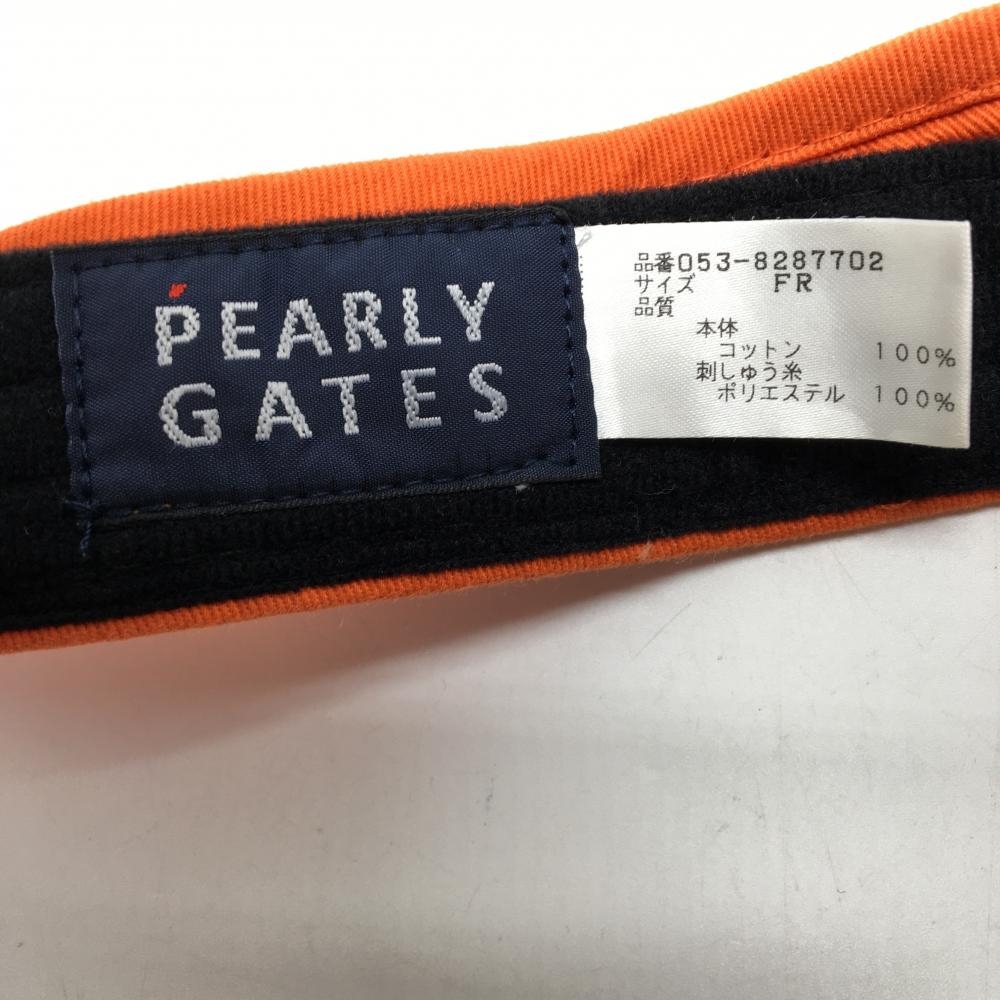 PEARLY
GATES
品番053-8287702
サイズ FR
品質
本体
コットン 100%
刺しゅう糸
ポリエステル 100%